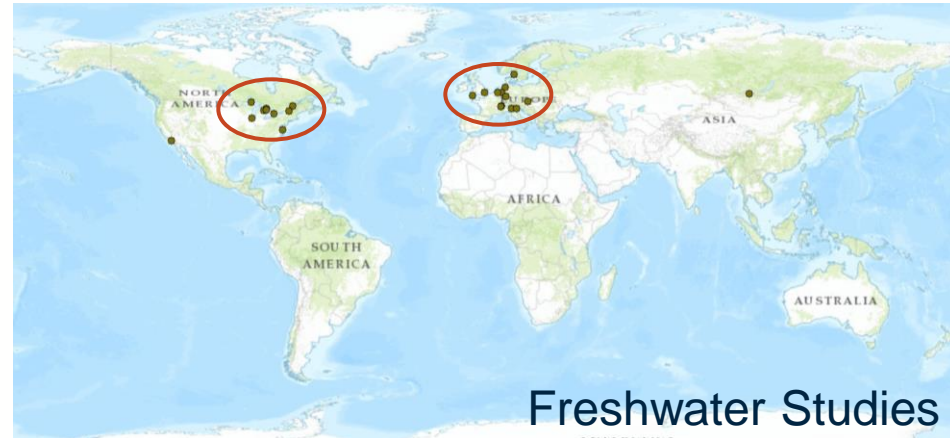 NORTH
AMERICA
ASIA
AFRICA
SOUTH
AMERICA
AUSTRALIA
Freshwater Studies